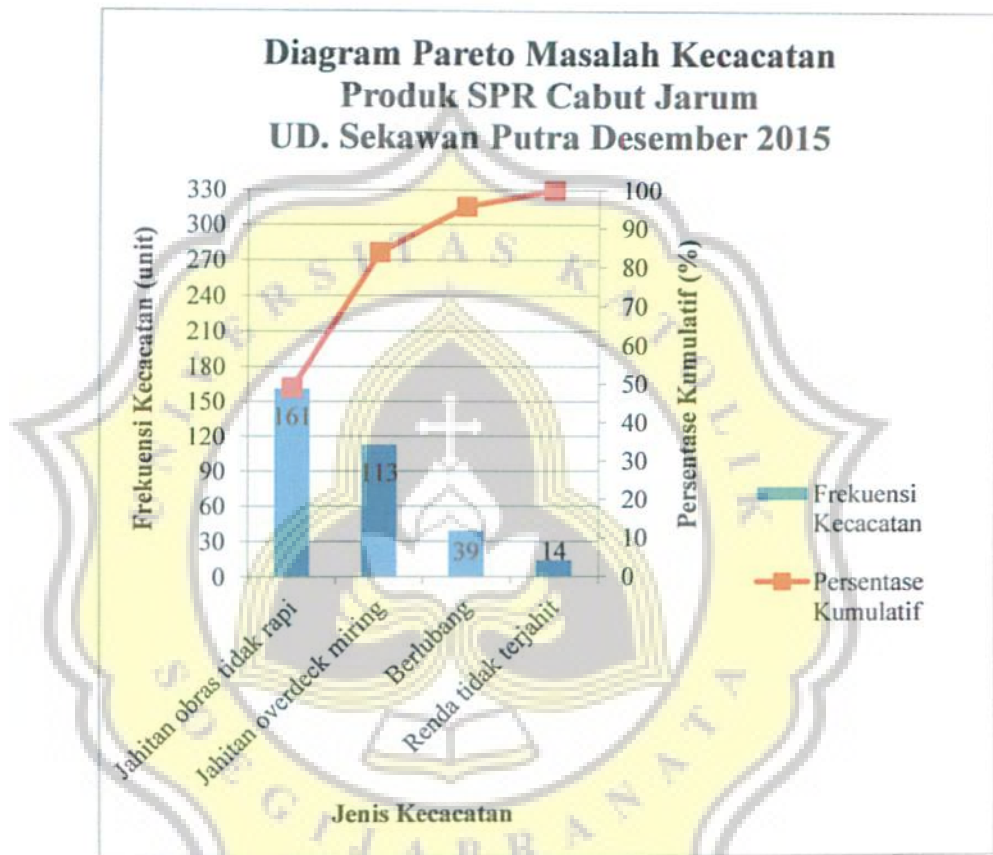 Diagram Pareto Masalah Kecacatan
Produk SPR Cabut Jarum
UD. Sekawan Putra Desember 2015
Frekuensi Kecacatan (unit)
330
300
270
240
210
180
150
120
90
60
30
0
161
113
39
14
100
90
80
70
60
50
40
30
20
10
0
Persentase Kumulatif (%)
Jahitan obras tidak rapi
Jahitan overdeck miring
Berlubang
Renda tidak terjahit
Jenis Kecacatan
Frekuensi
Kecacatan
Persentase
Kumulatif
UNIVERSITAS KATOLIK
SOEGIJAPRANATA